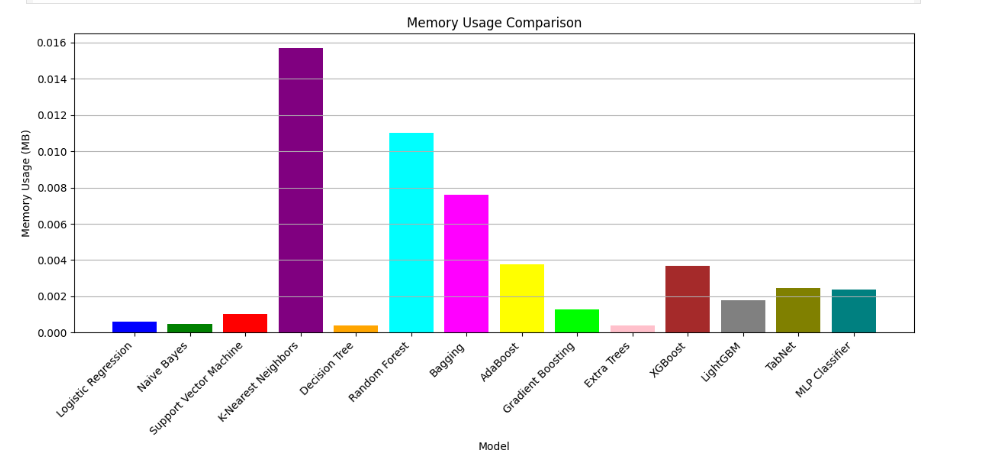 Memory Usage Comparison
Memory Usage (MB)
0.016
0.014
0.012
0.010
0.008
0.006
0.004
0.002
0.000
Logistic Regression
Naive Bayes
Support Vector Machine
K-Nearest Neighbors
Decision Tree
Random Forest
Bagging
AdaBoost
Gradient Boosting
Extra Trees
XGBoost
LightGBM
TabNet
MLP Classifier
Model